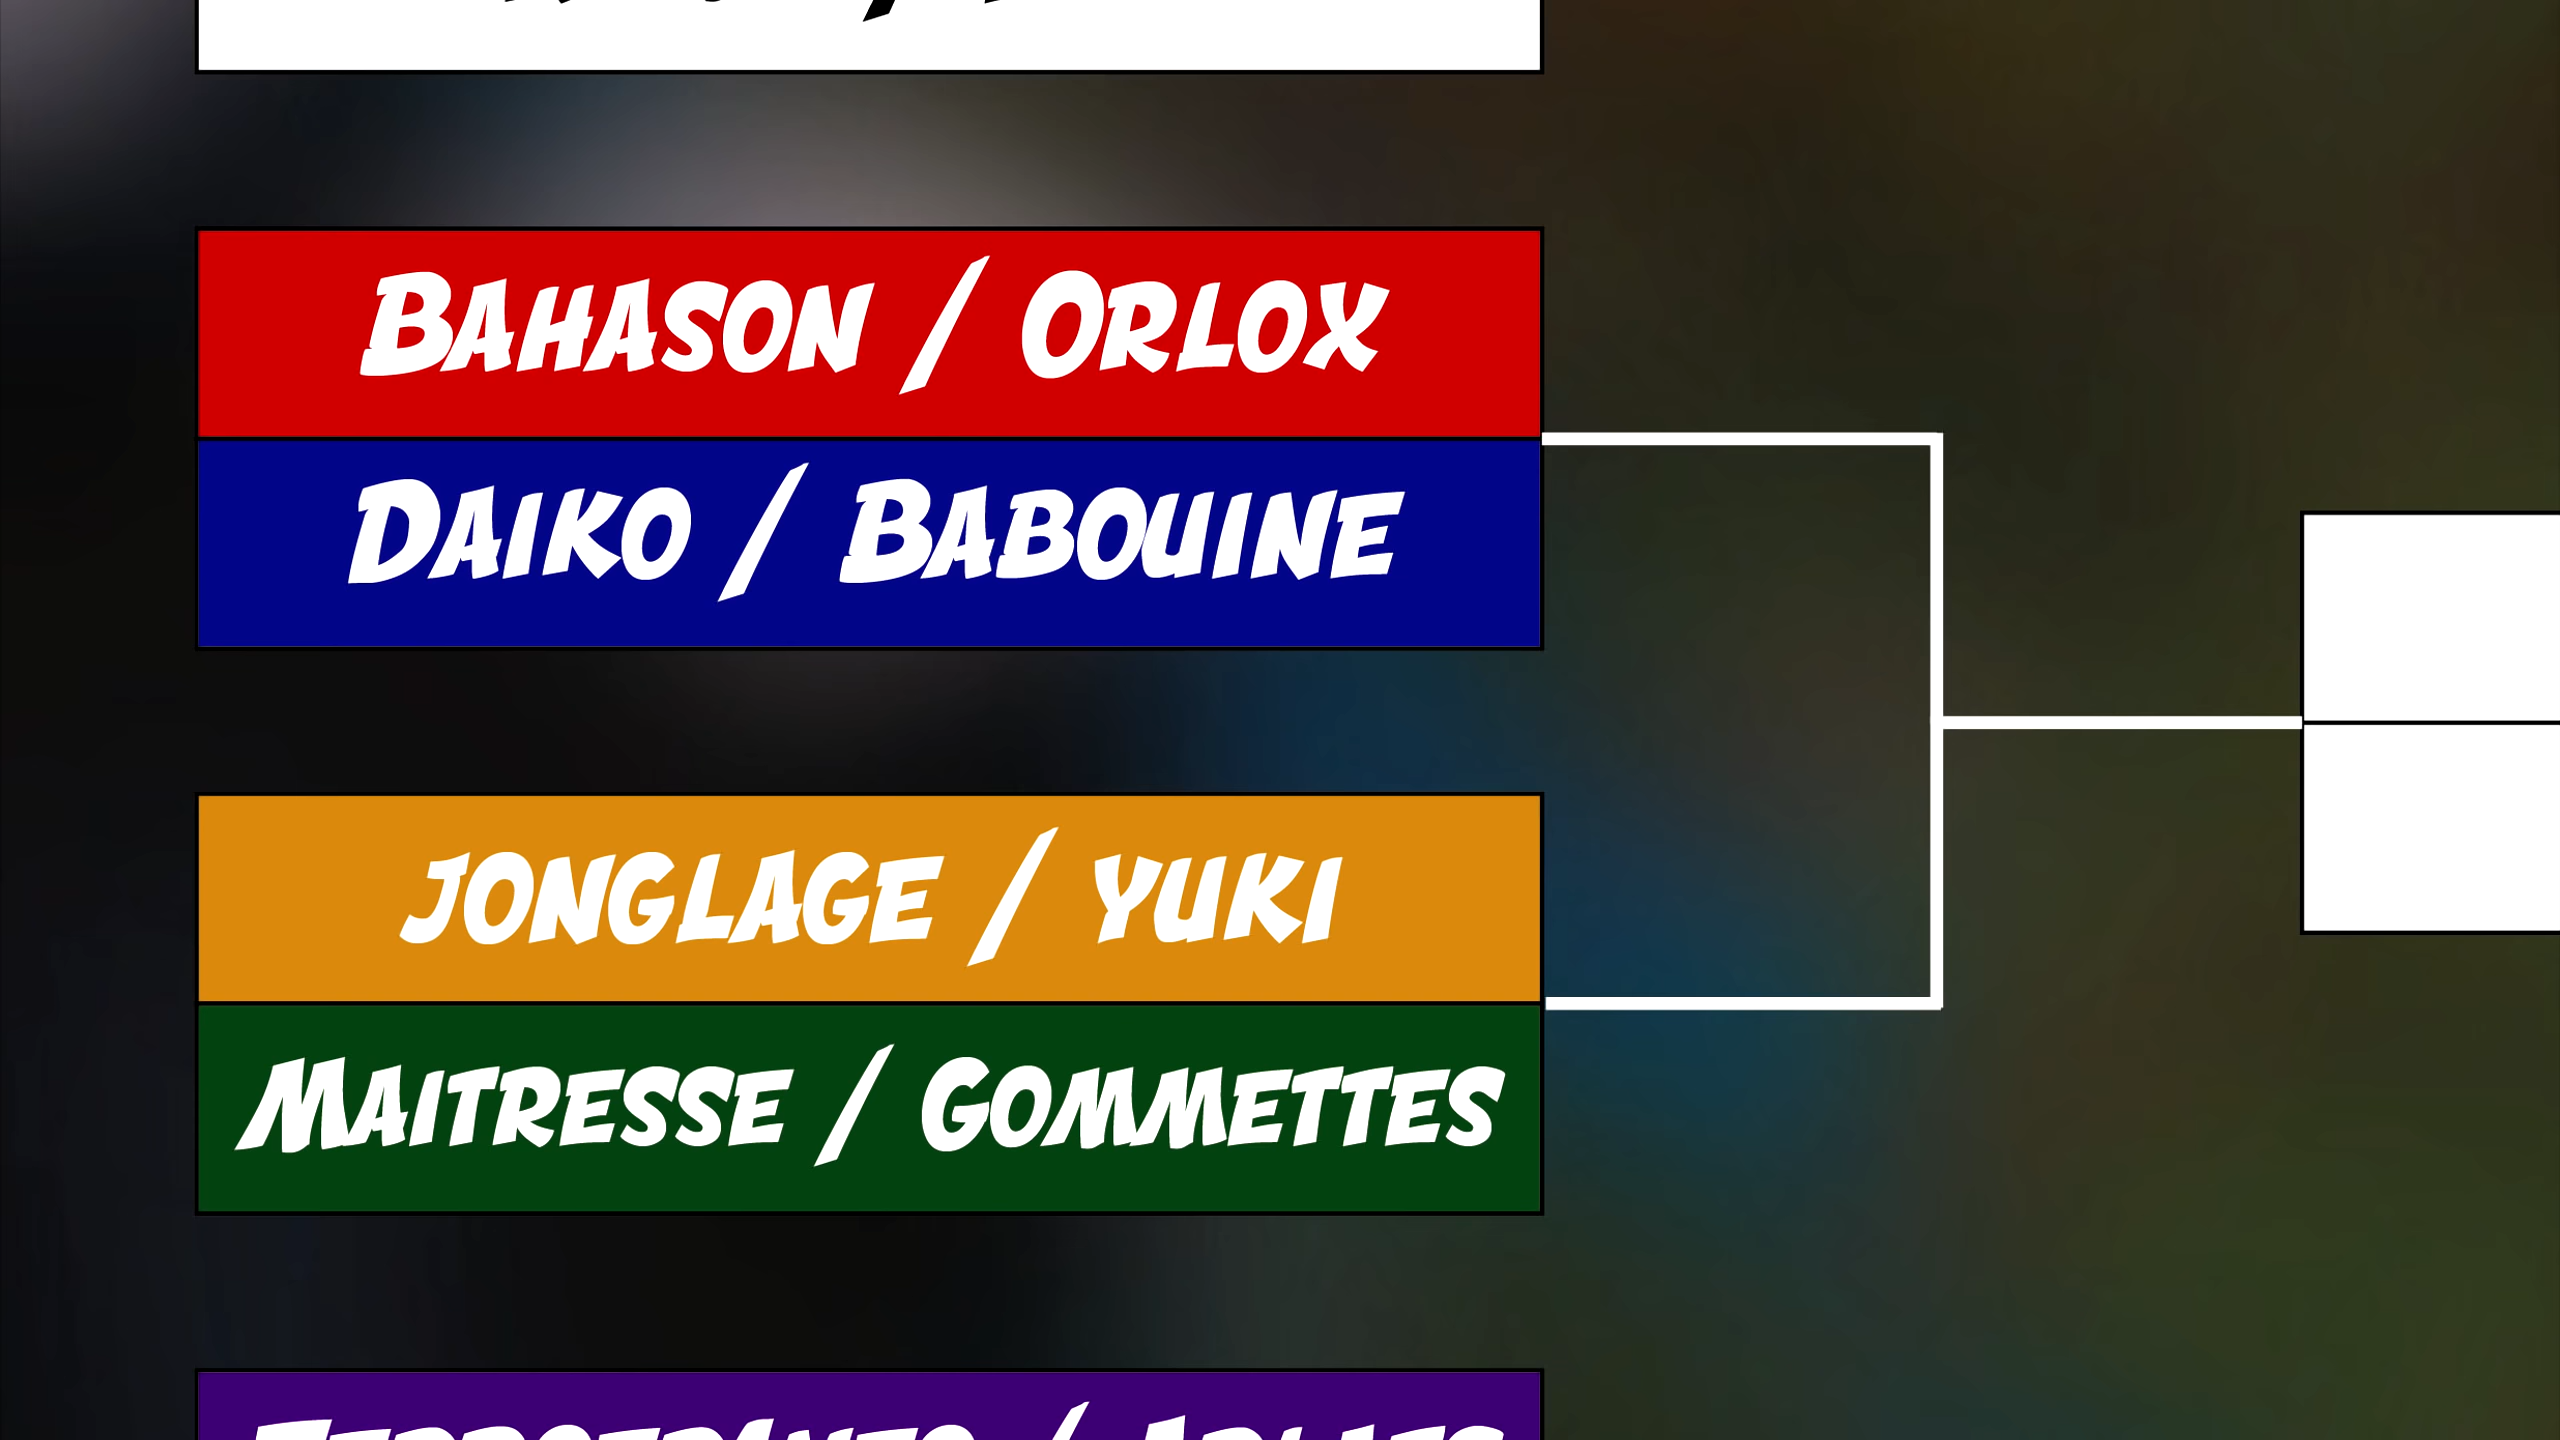 Bahason / Orlox
Daiko / Babouine
Jonglage / Yuki
Maitresse / Gommettes